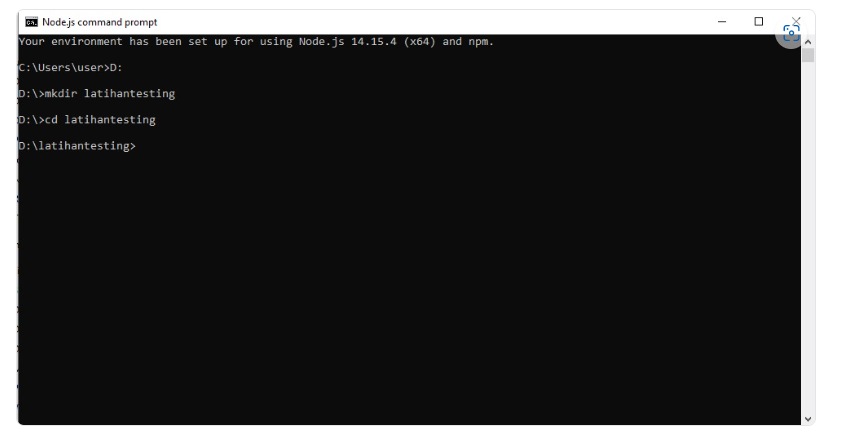 Node.js command prompt
Your environment has been set up for using Node.js 14.15.4 (x64) and npm.
C:\Users\user>D:
D:\>mkdir latihantesting
D:\>cd latihantesting
D:\latihantesting>